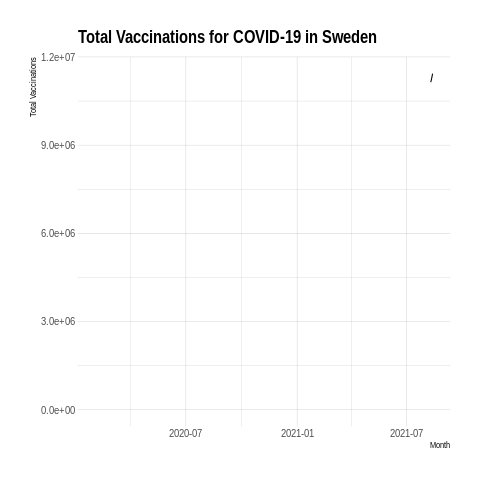 Total Vaccinations for COVID-19 in Sweden
Total Vaccinations
1.2e+07
9.0e+06
6.0e+06
3.0e+06
0.0e+00
2020-07
2021-01
2021-07
Month